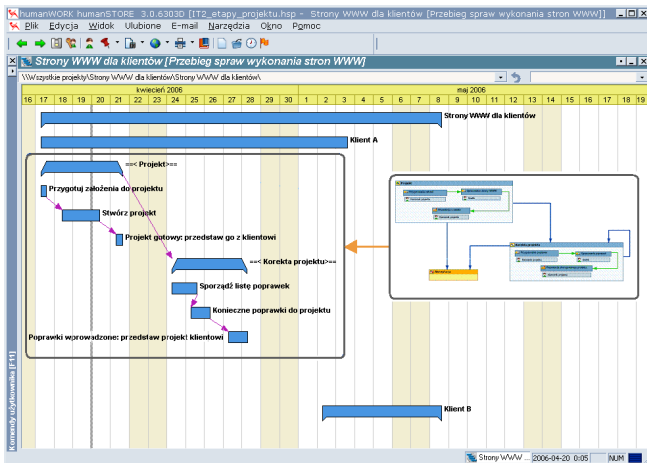 humanWORK humanSTORE 3.0.6303D [IT2_etapy_projektu.hsp - Strony WWW dla klientów [Przebieg spraw wykonania stron WWW]]
Plik Edycja Widok Ulubione E-mail Narzędzia Okno Pomoc
Strony WWW dla klientów [Przebieg spraw wykonania stron WWW]
\\Wszystkie projekty\Strony WWW dla klientów\Strony WWW dla klientów\
kwiecień 2006 maj 2006
16 17 18 19 20 21 22 23 24 25 26 27 28 29 30 1 2 3 4 5 6 7 8 9 10 11 12 13 14 15 16 17 18 19
Strony WWW dla klientów
Klient A
==< Projekt>==
Przygotuj założenia do projektu
Stwórz projekt
Projekt gotowy: przedstaw go z klientowi
==< Korekta projektu>==
Sporządź listę poprawek
Konieczne poprawki do projektu
Poprawki wprowadzone: przedstaw projekt klientowi
Klient B
Komendy użytkownika [F11]
Strony WWW ... 2006-04-20 0:05 NUM